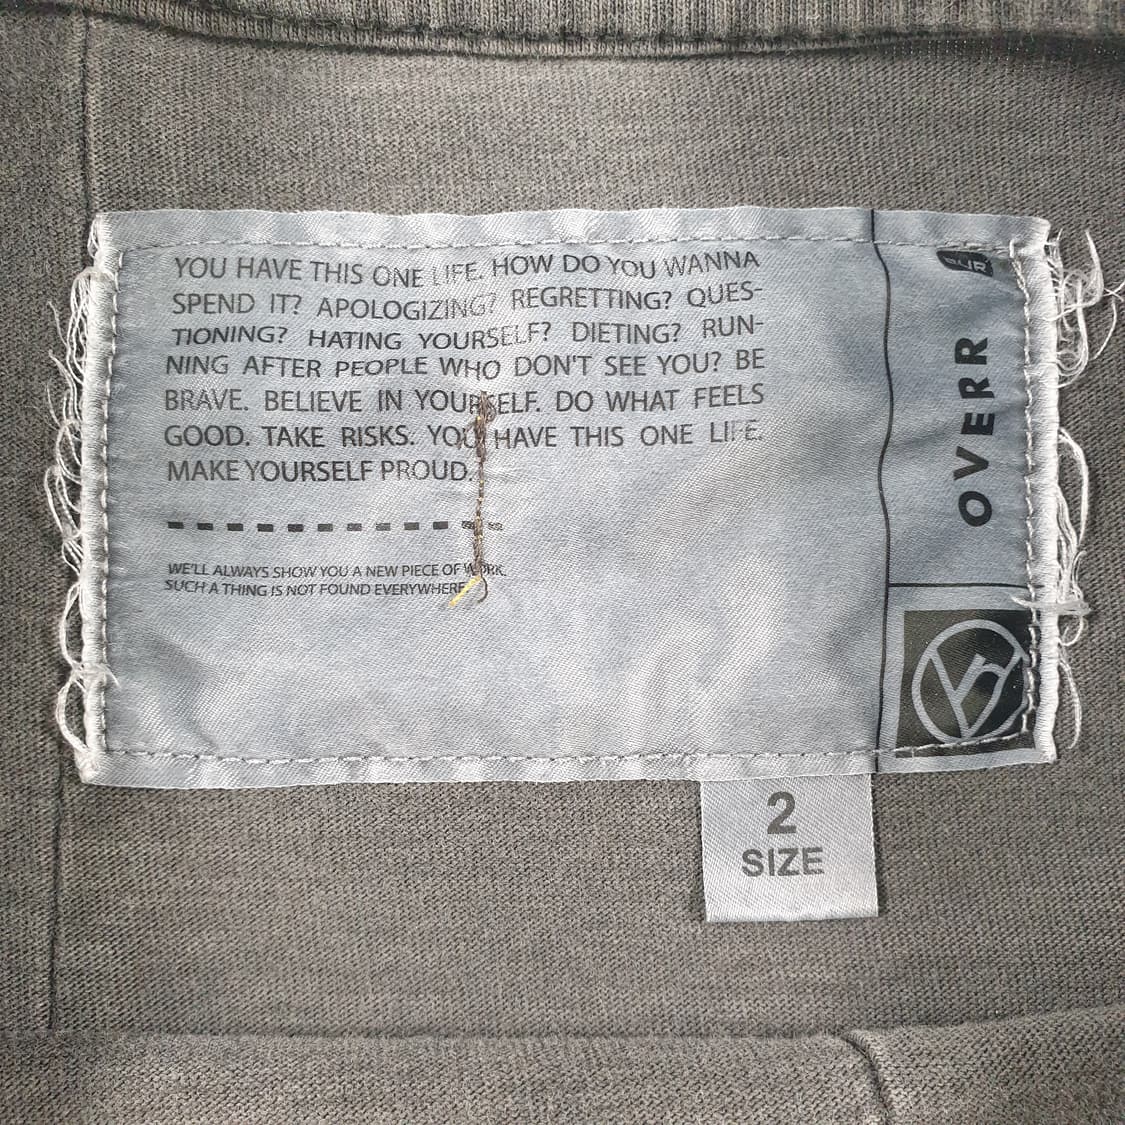 YOU HAVE THIS ONE LIFE. HOW DO YOU WANNA
SPEND IT? APOLOGIZING? REGRETTING? QUES-
TIONING? HATING YOURSELF? DIETING? RUN-
NING AFTER PEOPLE WHO DON'T SEE YOU? BE
BRAVE. BELIEVE IN YOURSELF. DO WHAT FEELS
GOOD. TAKE RISKS. YOU HAVE THIS ONE LIFE.
MAKE YOURSELF PROUD.
WE'LL ALWAYS SHOW YOU A NEW PIECE OF WORK.
SUCH A THING IS NOT FOUND EVERYWHERE
OVERR
2
SIZE